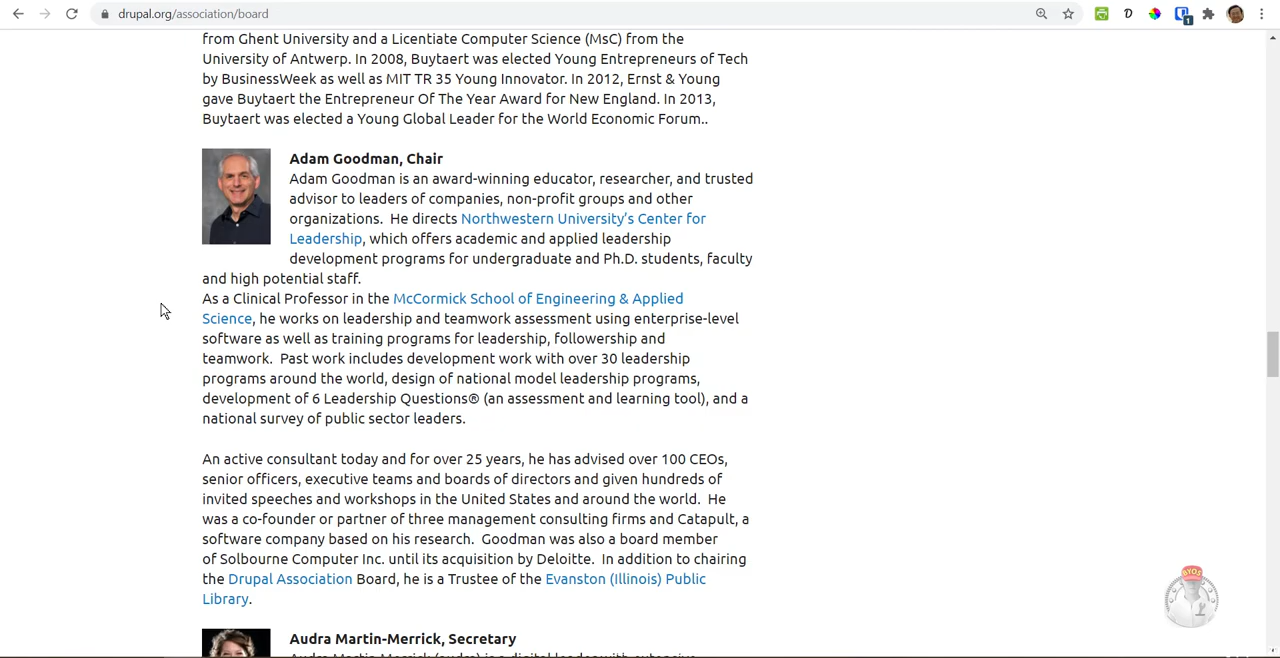 drupal.org/association/board
1
from Ghent University and a Licentiate Computer Science (MsC) from the
University of Antwerp. In 2008, Buytaert was elected Young Entrepreneurs of Tech
by BusinessWeek as well as MIT TR 35 Young Innovator. In 2012, Ernst & Young
gave Buytaert the Entrepreneur Of The Year Award for New England. In 2013,
Buytaert was elected a Young Global Leader for the World Economic Forum..
Adam Goodman, Chair
Adam Goodman is an award-winning educator, researcher, and trusted
advisor to leaders of companies, non-profit groups and other
organizations.  He directs Northwestern University's Center for
Leadership, which offers academic and applied leadership
development programs for undergraduate and Ph.D. students, faculty
and high potential staff.
As a Clinical Professor in the McCormick School of Engineering & Applied
Science, he works on leadership and teamwork assessment using enterprise-level
software as well as training programs for leadership, followership and
teamwork.  Past work includes development work with over 30 leadership
programs around the world, design of national model leadership programs,
development of 6 Leadership Questions® (an assessment and learning tool), and a
national survey of public sector leaders.
An active consultant today and for over 25 years, he has advised over 100 CEOs,
senior officers, executive teams and boards of directors and given hundreds of
invited speeches and workshops in the United States and around the world.  He
was a co-founder or partner of three management consulting firms and Catapult, a
software company based on his research.  Goodman was also a board member
of Solbourne Computer Inc. until its acquisition by Deloitte.  In addition to chairing
the Drupal Association Board, he is a Trustee of the Evanston (Illinois) Public
Library.
BYOS
Audra Martin-Merrick, Secretary
Audra Martin-Merrick (audra) is a digital leader with extensive